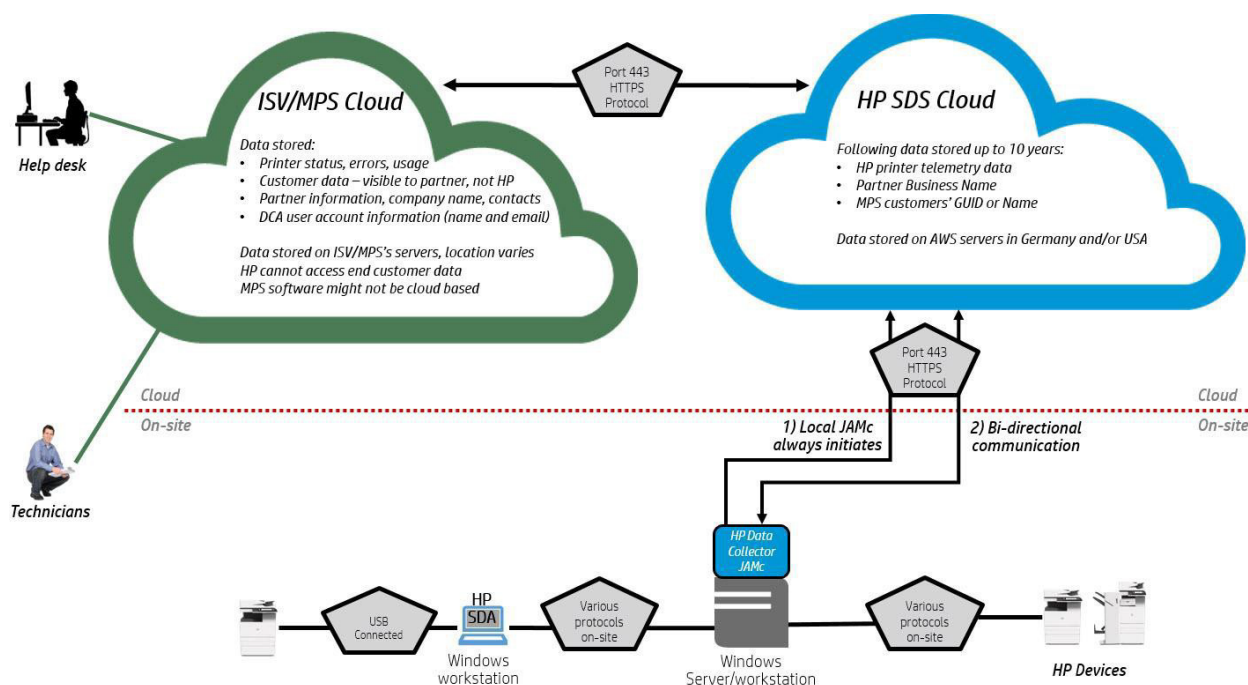 Port 443
HTTPS
Protocol
ISV/MPS Cloud
Data stored:
• Printer status, errors, usage
• Customer data – visible to partner, not HP
• Partner information, company name, contacts
• DCA user account information (name and email)
Data stored on ISV/MPS's servers, location varies
HP cannot access end customer data
MPS software might not be cloud based
HP SDS Cloud
Following data stored up to 10 years:
• HP printer telemetry data
• Partner Business Name
• MPS customers' GUID or Name
Data stored on AWS servers in Germany and/or USA
Help desk
Port 443
HTTPS
Protocol
Cloud
Cloud
On-site
On-site
1) Local JAMc
always initiates
2) Bi-directional
communication
Technicians
HP Data
Collector
JAMc
USB
Connected
HP
SDA
Windows
workstation
Various
protocols
on-site
Windows
Server/workstation
Various
protocols
on-site
HP Devices